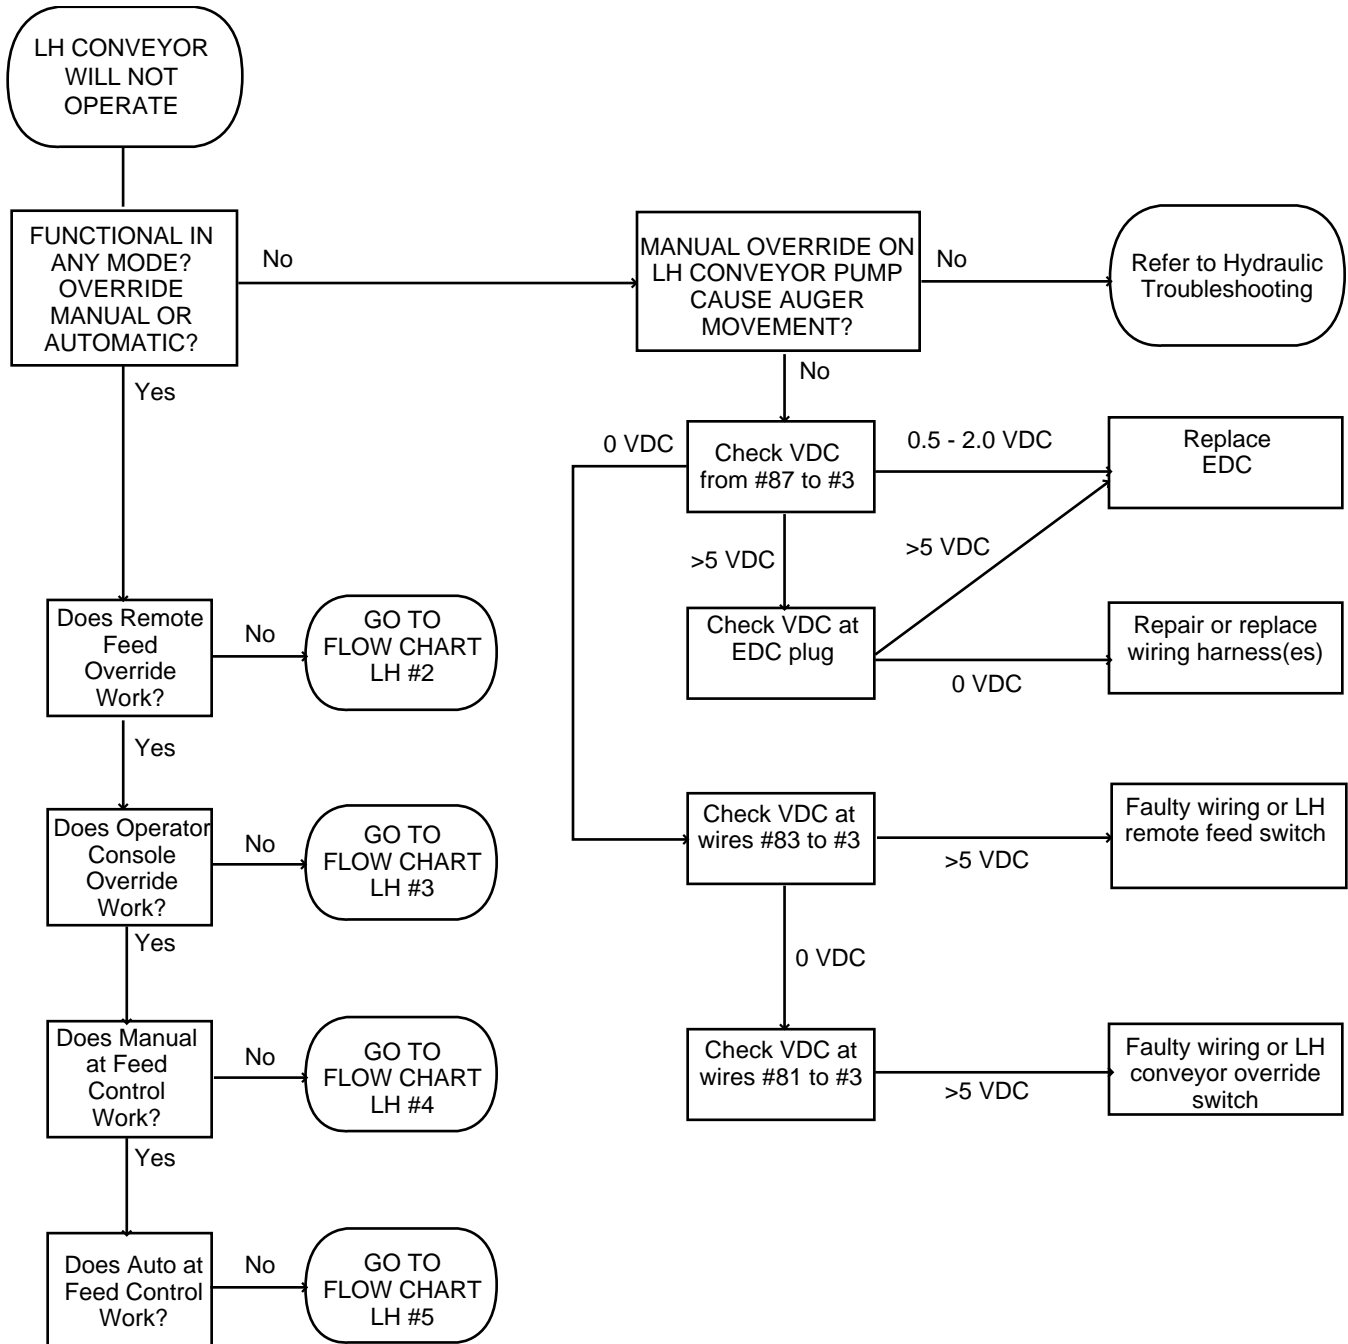 LH CONVEYOR
WILL NOT
OPERATE
FUNCTIONAL IN
ANY MODE?
OVERRIDE
MANUAL OR
AUTOMATIC?
No
MANUAL OVERRIDE ON
LH CONVEYOR PUMP
CAUSE AUGER
MOVEMENT?
No
Refer to Hydraulic
Troubleshooting
Yes
No
0 VDC
Check VDC
from #87 to #3
0.5 - 2.0 VDC
Replace
EDC
>5 VDC
>5 VDC
Does Remote
Feed
Override
Work?
No
GO TO
FLOW CHART
LH #2
Check VDC at
EDC plug
0 VDC
Repair or replace
wiring harness(es)
Yes
Does Operator
Console
Override
Work?
No
GO TO
FLOW CHART
LH #3
Check VDC at
wires #83 to #3
>5 VDC
Faulty wiring or LH
remote feed switch
Yes
0 VDC
Does Manual
at Feed
Control
Work?
No
GO TO
FLOW CHART
LH #4
Check VDC at
wires #81 to #3
>5 VDC
Faulty wiring or LH
conveyor override
switch
Yes
Does Auto at
Feed Control
Work?
No
GO TO
FLOW CHART
LH #5